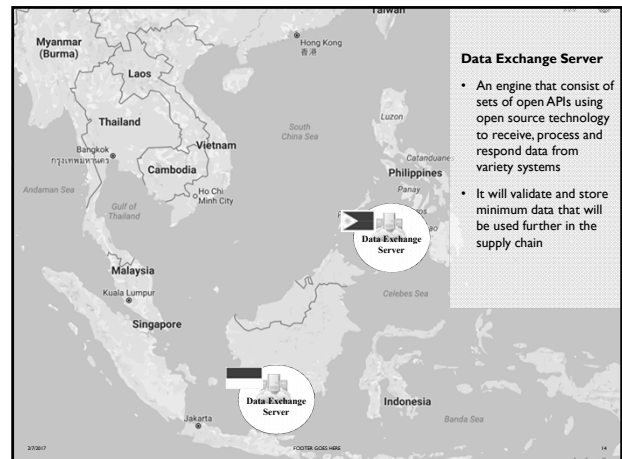 Taiwan
Myanmar
(Burma)
Hong Kong
香港
Laos
Thailand
South
China Sea
Luzon
Bangkok
กรุงเทพมหานคร
Vietnam
Cambodia
Catanduane
Philippines
Andaman Sea
Ho Chi
Minh City
Gulf of
Thailand
Panay
Data Exchange
Server
Malaysia
Celebes Sea
Kuala Lumpur
Singapore
Data Exchange
Server
Indonesia
Jakarta
Banda Sea
Data Exchange Server
• An engine that consist of
sets of open APIs using
open source technology
to receive, process and
respond data from
variety systems
• It will validate and store
minimum data that will
be used further in the
supply chain
2/7/2017
FOOTER GOES HERE
14